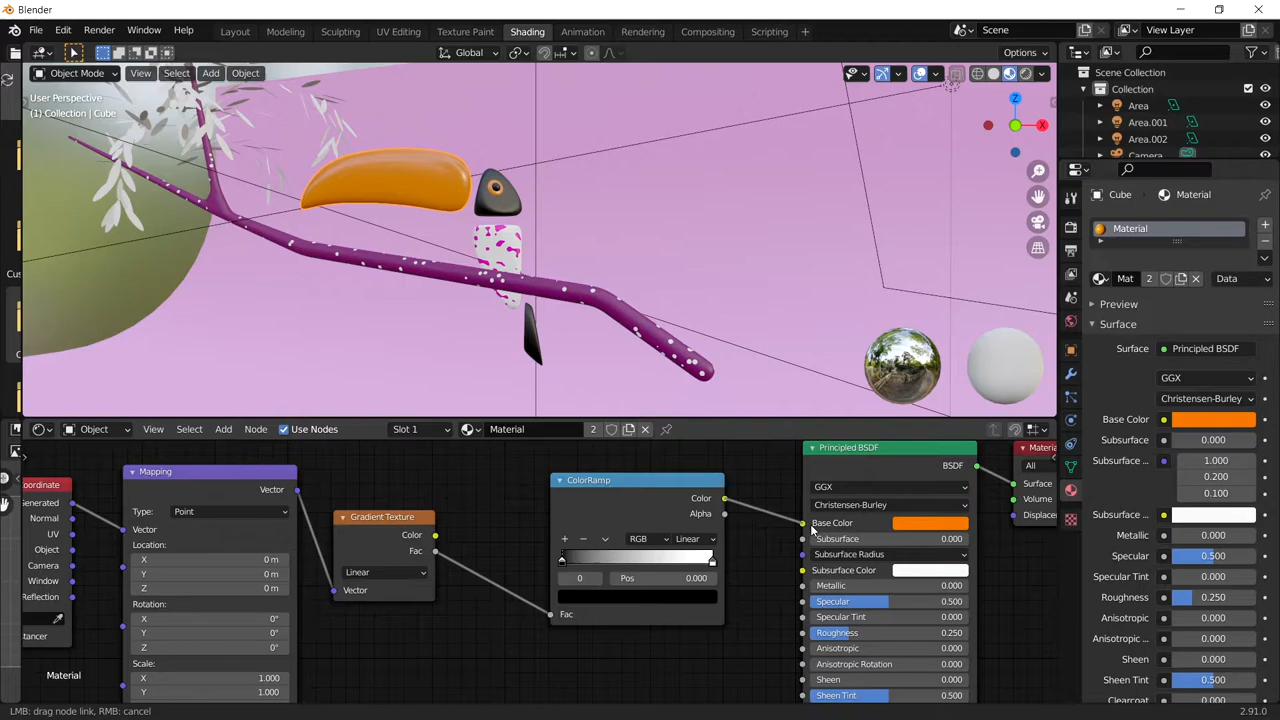 Blender
File Edit Render Window Help Layout Modeling Sculpting UV Editing Texture Paint Shading Animation Rendering Compositing Scripting Scene View Layer
Global Options
Object Mode View Select Add Object
User Perspective
(1) Collection | Cube
Z
X
Scene Collection
Collection
Area
Area.001
Area.002
Camera
Cube Material
Material
Mat 2 Data
Preview
Surface
Surface Principled BSDF
GGX
Christensen-Burley
Base Color
Subsurface 0.000
Subsurface ... 1.000
0.200
0.100
Subsurface ...
Metallic 0.000
Specular 0.500
Specular Tint 0.000
Roughness 0.250
Anisotropic 0.000
Anisotropic ... 0.000
Sheen 0.000
Sheen Tint 0.500
Clearcoat 0.000
Cus
C
Object View Select Add Node Use Nodes Slot 1 Material 2
oordinate
Generated
Normal
UV
Object
Camera
Window
Reflection
stancer
Mapping
Vector
Type: Point
Vector
Location:
X 0 m
Y 0 m
Z 0 m
Rotation:
X 0°
Y 0°
Z 0°
Scale:
X 1.000
1.000
Gradient Texture
Color
Fac
Linear
Vector
ColorRamp
Color
Alpha
RGB Linear
0 Pos 0.000
Fac
Principled BSDF
BSDF
GGX
Christensen-Burley
Base Color
Subsurface 0.000
Subsurface Radius
Subsurface Color
Metallic 0.000
Specular 0.500
Specular Tint 0.000
Roughness 0.250
Anisotropic 0.000
Anisotropic Rotation 0.000
Sheen 0.000
Sheen Tint 0.500
Materia
All
Surface
Volume
Displac
Material
LMB: drag node link, RMB: cancel 2.91.0